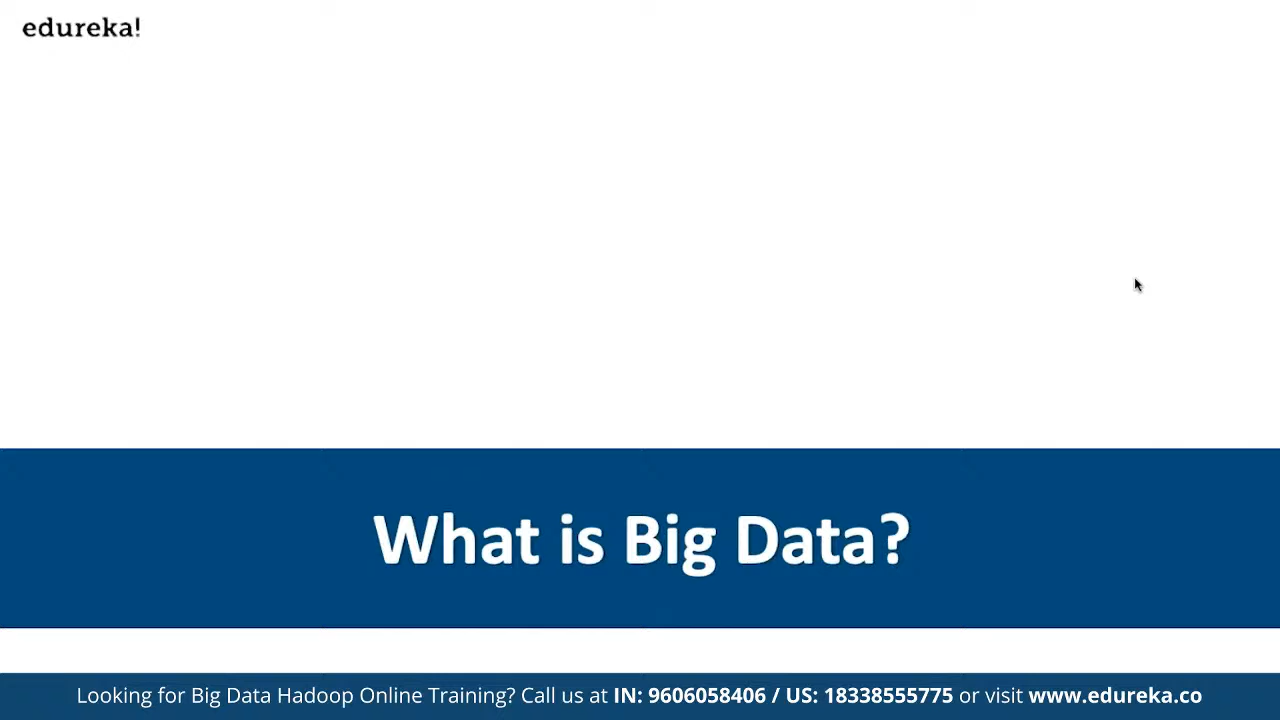 edureka!
What is Big Data?
Looking for Big Data Hadoop Online Training? Call us at IN: 9606058406 / US: 18338555775 or visit www.edureka.co